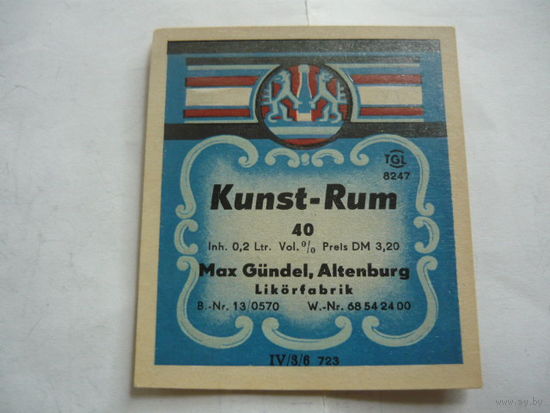 TGL
8247
Kunst-Rum
40
Inh. 0,2 Ltr. Vol.% Preis DM 3,20
Max Gündel, Altenburg
Likörfabrik
B.-Nr. 13/0570 W.-Nr. 68 54 24 00
IV/3/6 723
www.ay.by